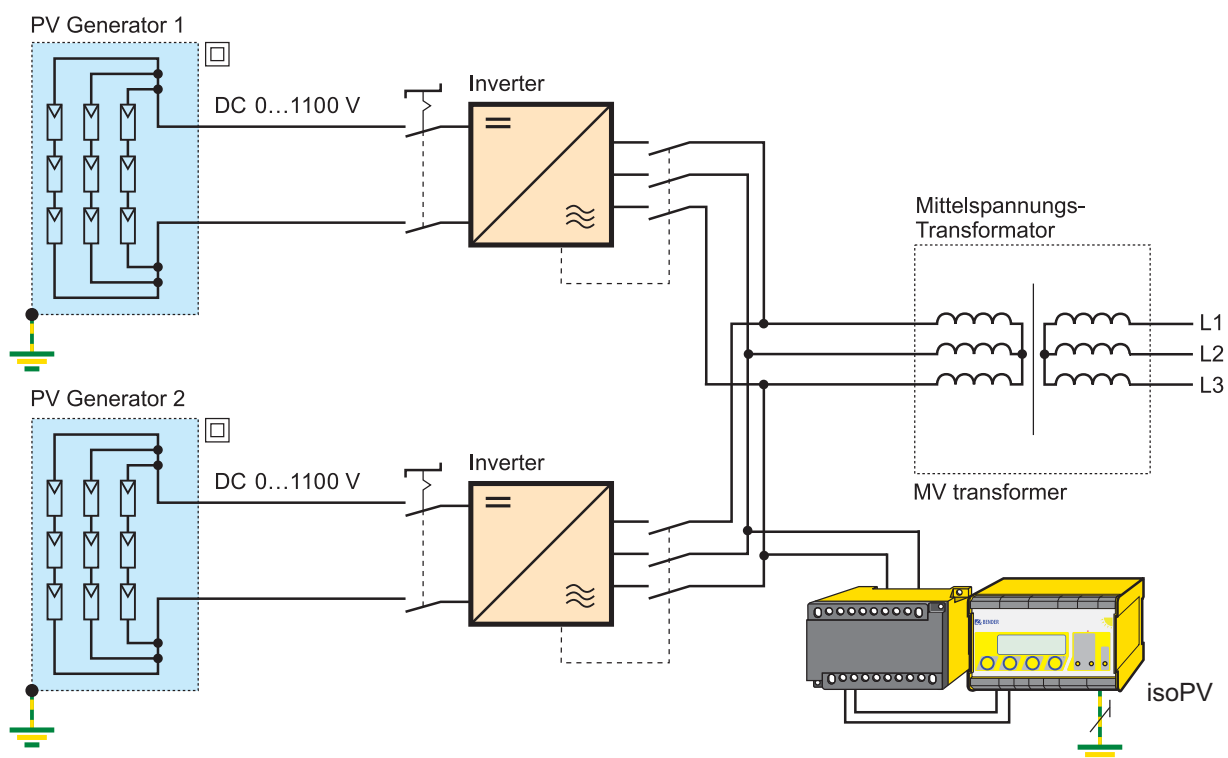 PV Generator 1
DC 0...1100 V
Inverter
Mittelspannungs-
Transformator
L1
L2
L3
MV transformer
PV Generator 2
DC 0...1100 V
Inverter
BENDER
isoPV